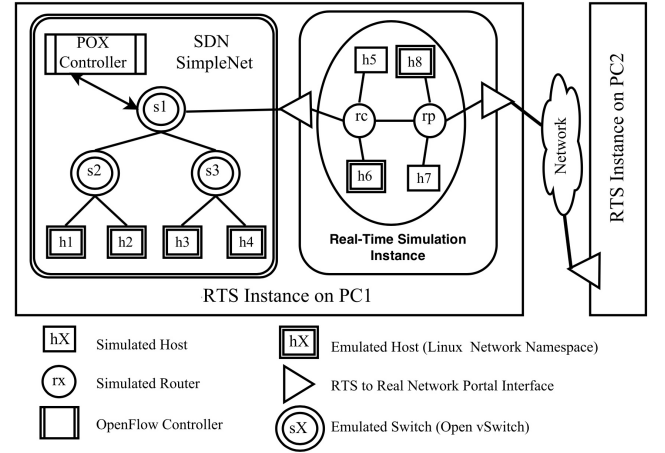 POX
Controller
SDN
SimpleNet
s1
s2
s3
h1
h2
h3
h4
h5
h8
rc
rp
h6
h7
Real-Time Simulation
Instance
RTS Instance on PC1
Network
RTS Instance on PC2
hX
Simulated Host
hX
Emulated Host (Linux Network Namespace)
rx
Simulated Router
RTS to Real Network Portal Interface
OpenFlow Controller
sX
Emulated Switch (Open vSwitch)